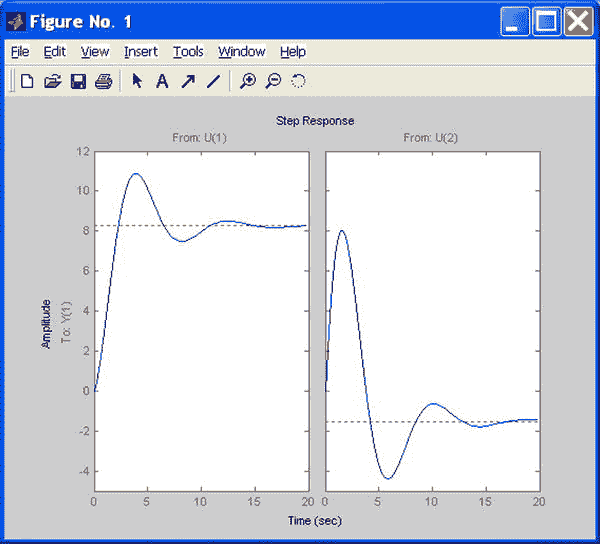 Figure No. 1
File Edit View Insert Tools Window Help
A
Step Response
From: U(1) From: U(2)
12
10
8
6
4
2
0
-2
-4
Amplitude
To: Y(1)
0 5 10 15 20 0 5 10 15 20
Time (sec)